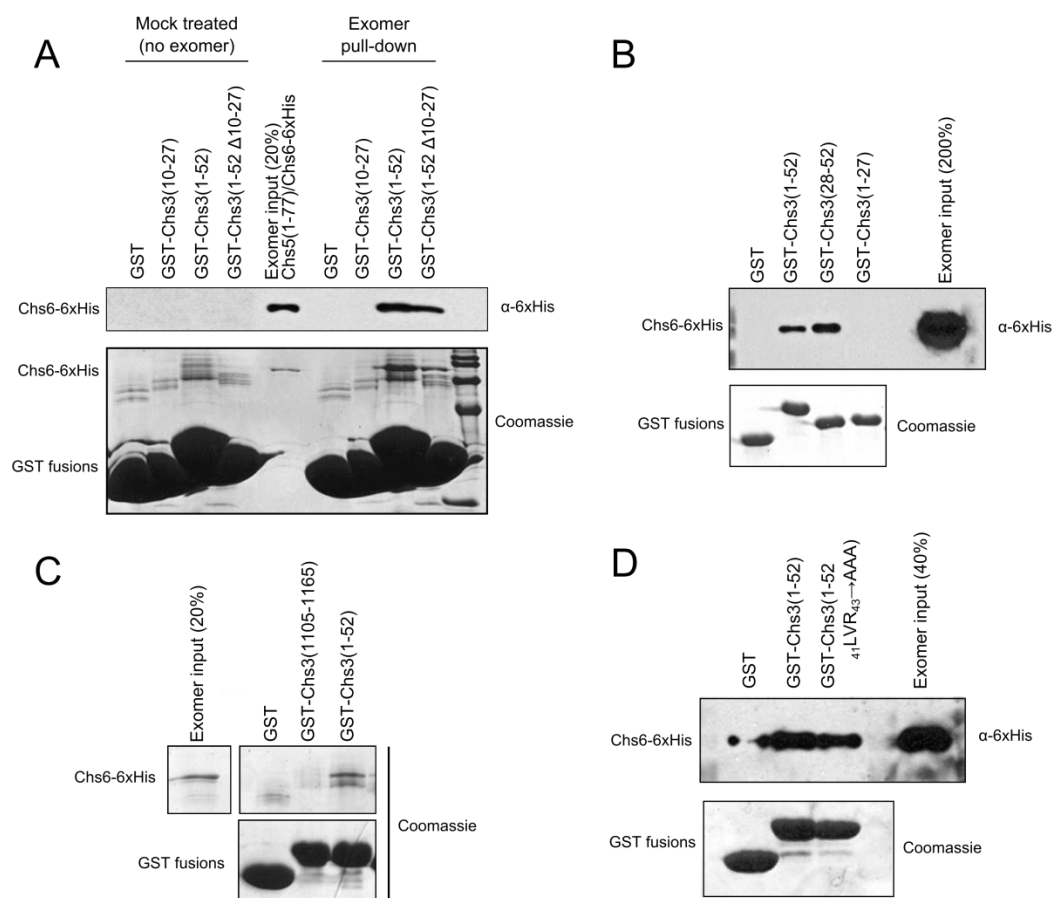 A
Mock treated
(no exomer)
Exomer
pull-down
GST
GST-Chs3(10-27)
GST-Chs3(1-52)
GST-Chs3(1-52 Δ10-27)
Exomer input (20%)
Chs5(1-77)/Chs6-6xHis
GST
GST-Chs3(10-27)
GST-Chs3(1-52)
GST-Chs3(1-52 Δ10-27)
Chs6-6xHis
α-6xHis
Chs6-6xHis
Coomassie
GST fusions
B
GST
GST-Chs3(1-52)
GST-Chs3(28-52)
GST-Chs3(1-27)
Exomer input (200%)
Chs6-6xHis
α-6xHis
GST fusions
Coomassie
C
Exomer input (20%)
GST
GST-Chs3(1105-1165)
GST-Chs3(1-52)
Chs6-6xHis
Coomassie
GST fusions
D
GST
GST-Chs3(1-52)
GST-Chs3(1-52
₄₁LVR₄₃→AAA)
Exomer input (40%)
Chs6-6xHis
α-6xHis
GST fusions
Coomassie